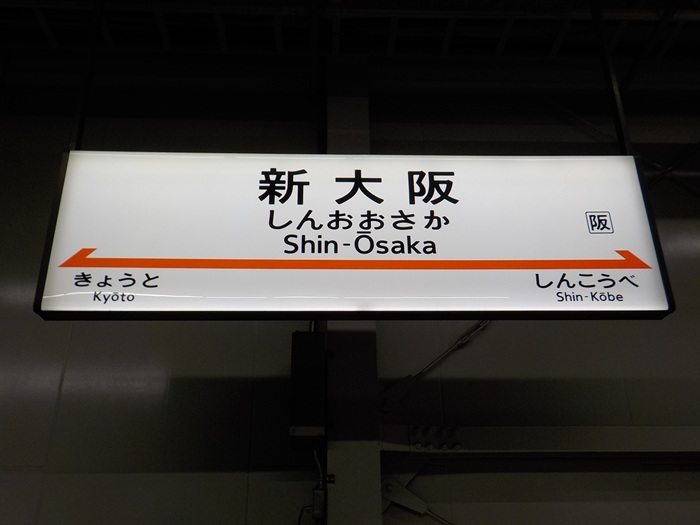 新大阪
しんおおさか
Shin-Ōsaka
阪
きょうと
Kyōto
しんこうべ
Shin-Kōbe